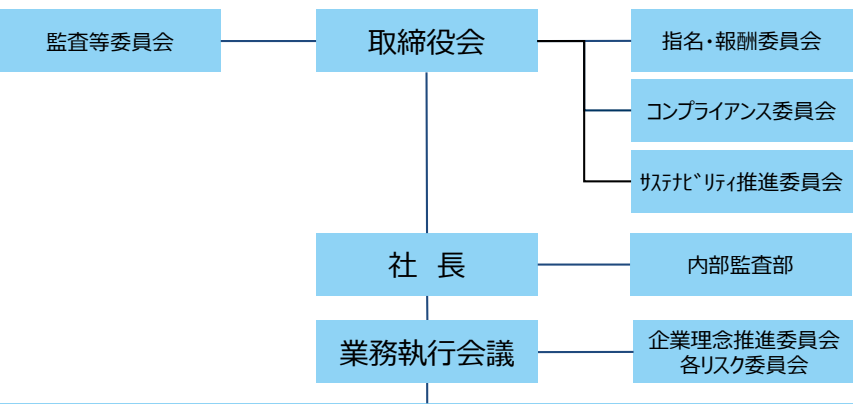 監査等委員会
取締役会
指名・報酬委員会
コンプライアンス委員会
ｻｽﾃﾅﾋﾞﾘﾃｨ推進委員会
社 長
内部監査部
業務執行会議
企業理念推進委員会
各リスク委員会